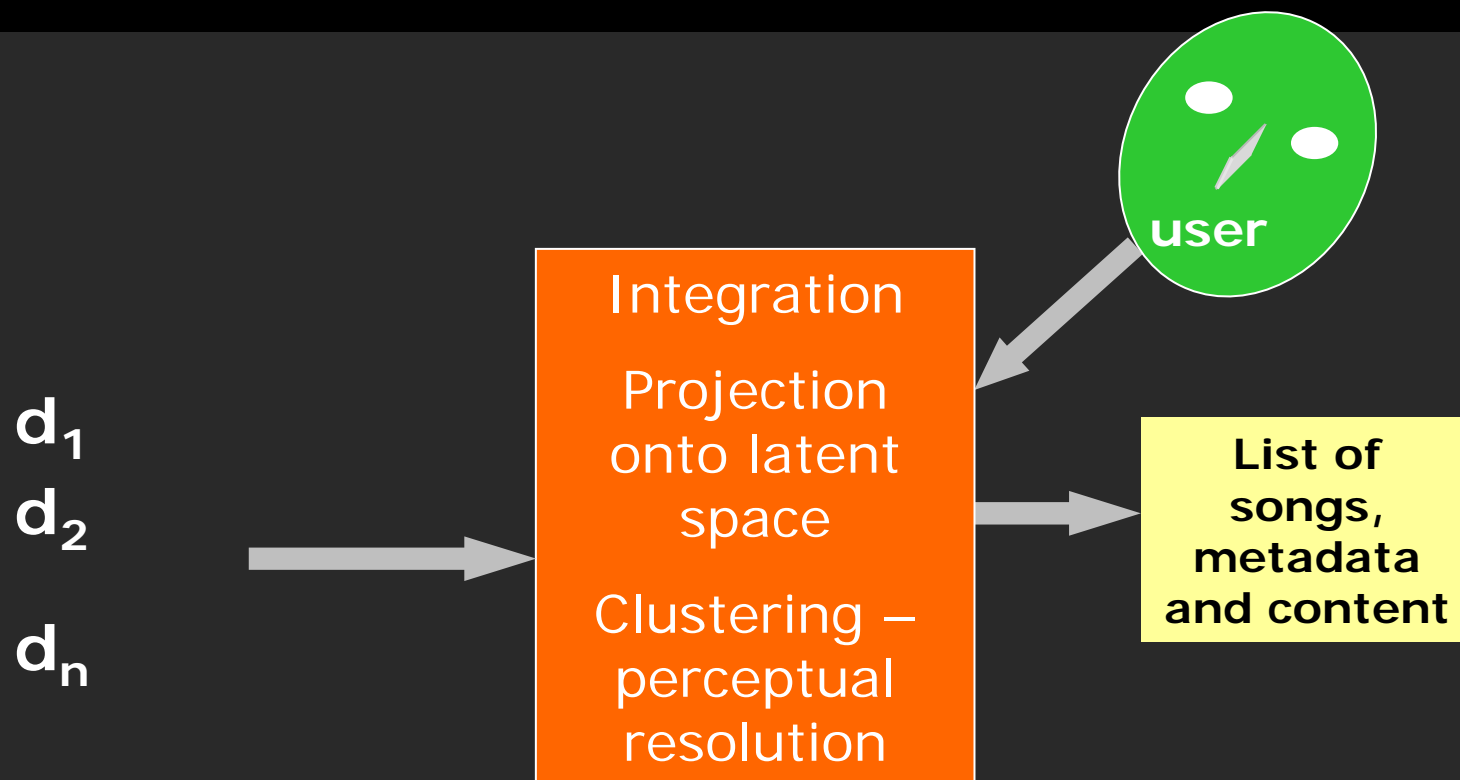 user
Integration
Projection
onto latent
space
Clustering –
perceptual
resolution
d₁
d₂
dₙ
List of
songs,
metadata
and content